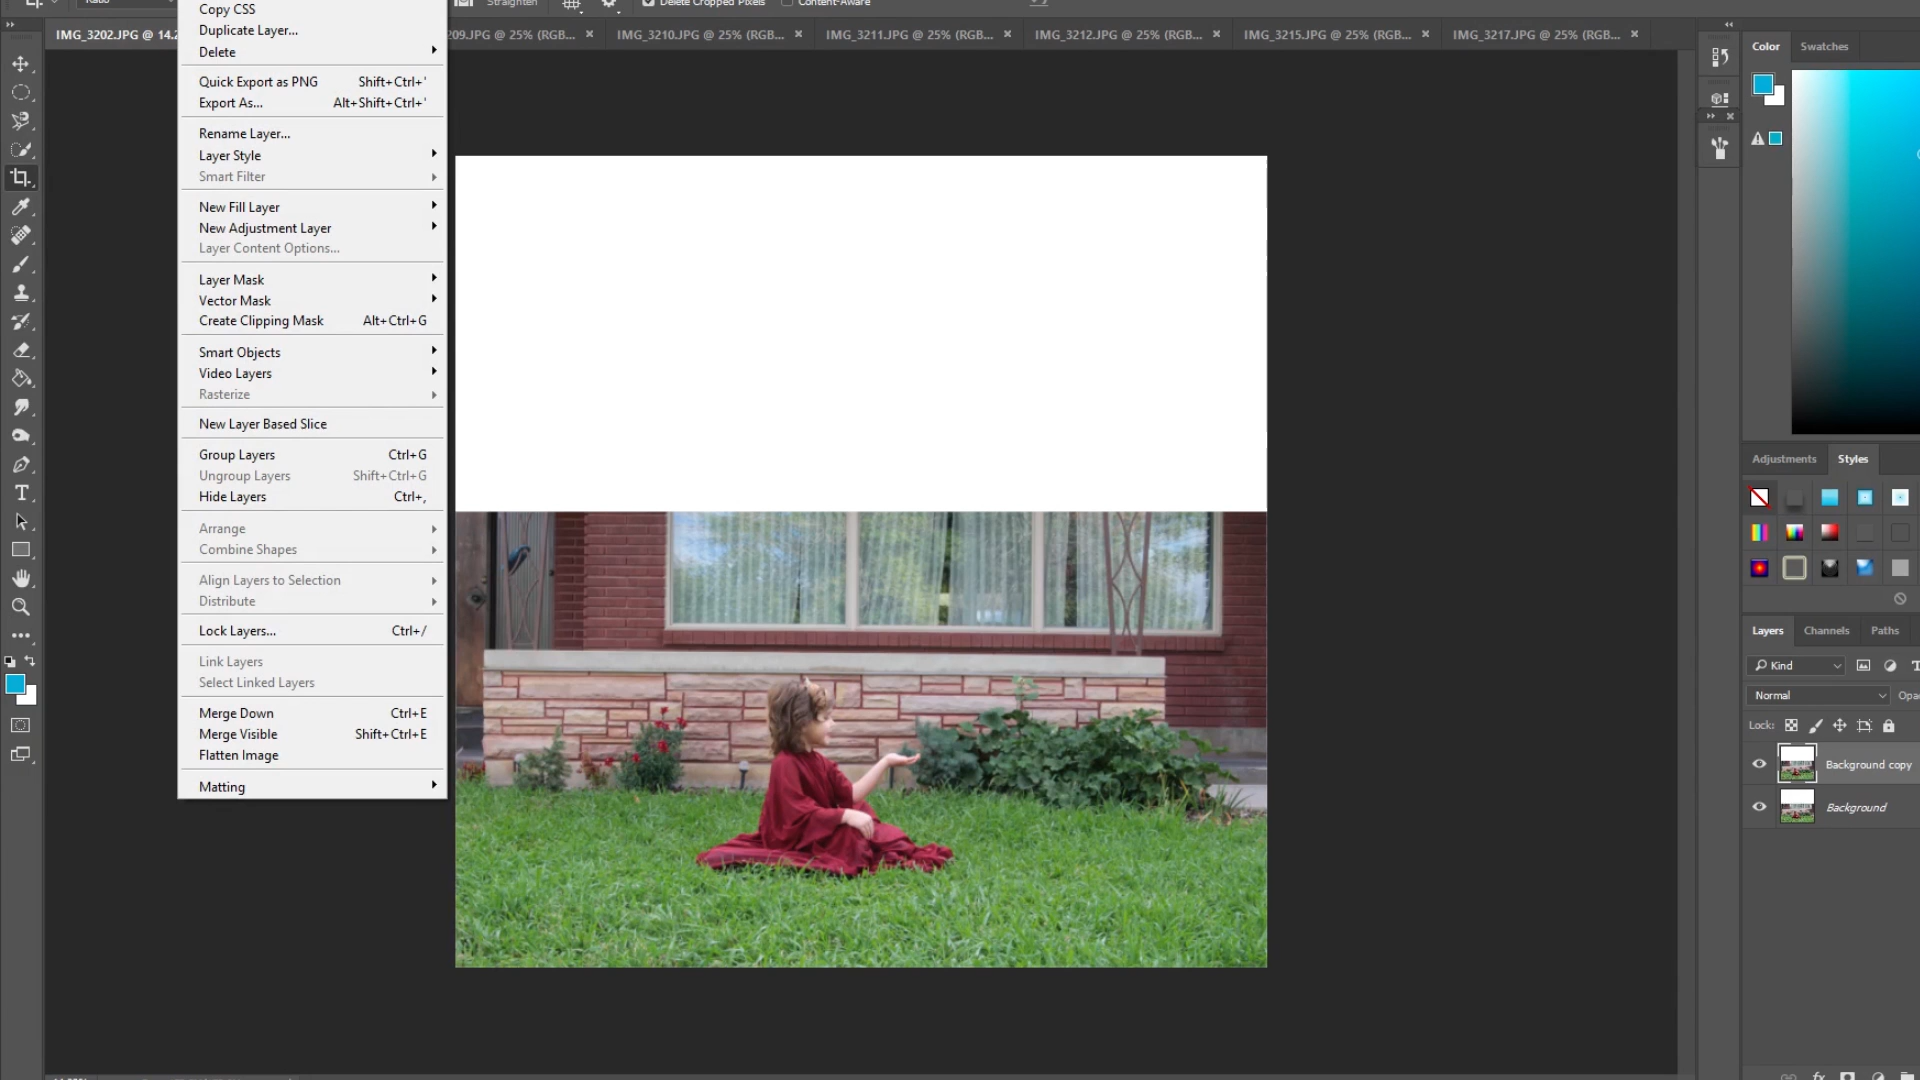 Straighten
Delete Cropped Pixels
Content-Aware
IMG_3202.JPG @ 14.2
209.JPG @ 25% (RGB...
IMG_3210.JPG @ 25% (RGB...
IMG_3211.JPG @ 25% (RGB...
IMG_3212.JPG @ 25% (RGB...
IMG_3215.JPG @ 25% (RGB...
IMG_3217.JPG @ 25% (RGB...
Copy CSS
Duplicate Layer...
Delete
Quick Export as PNG Shift+Ctrl+'
Export As... Alt+Shift+Ctrl+'
Rename Layer...
Layer Style
Smart Filter
New Fill Layer
New Adjustment Layer
Layer Content Options...
Layer Mask
Vector Mask
Create Clipping Mask Alt+Ctrl+G
Smart Objects
Video Layers
Rasterize
New Layer Based Slice
Group Layers Ctrl+G
Ungroup Layers Shift+Ctrl+G
Hide Layers Ctrl+,
Arrange
Combine Shapes
Align Layers to Selection
Distribute
Lock Layers... Ctrl+/
Link Layers
Select Linked Layers
Merge Down Ctrl+E
Merge Visible Shift+Ctrl+E
Flatten Image
Matting
Color Swatches
Adjustments Styles
Layers Channels Paths
Kind
Normal Opa
Lock:
Background copy
Background
fx